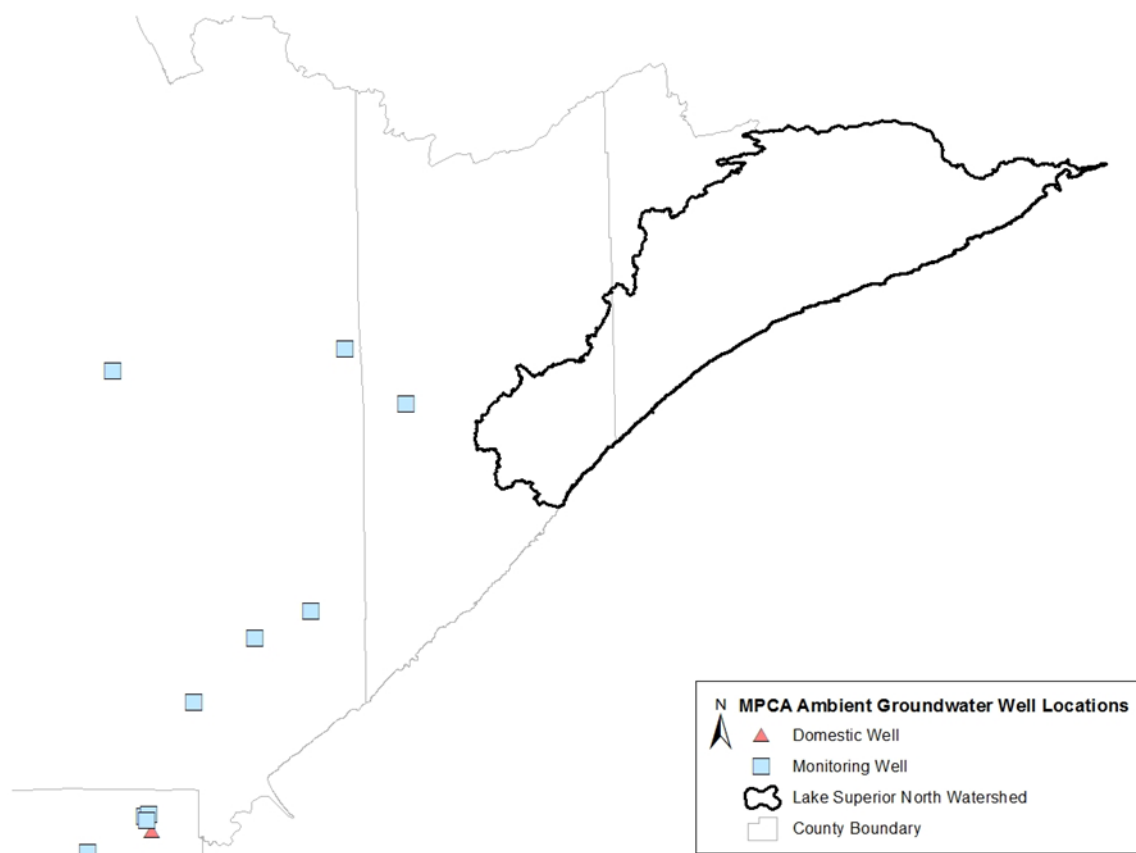 N
MPCA Ambient Groundwater Well Locations
Domestic Well
Monitoring Well
Lake Superior North Watershed
County Boundary